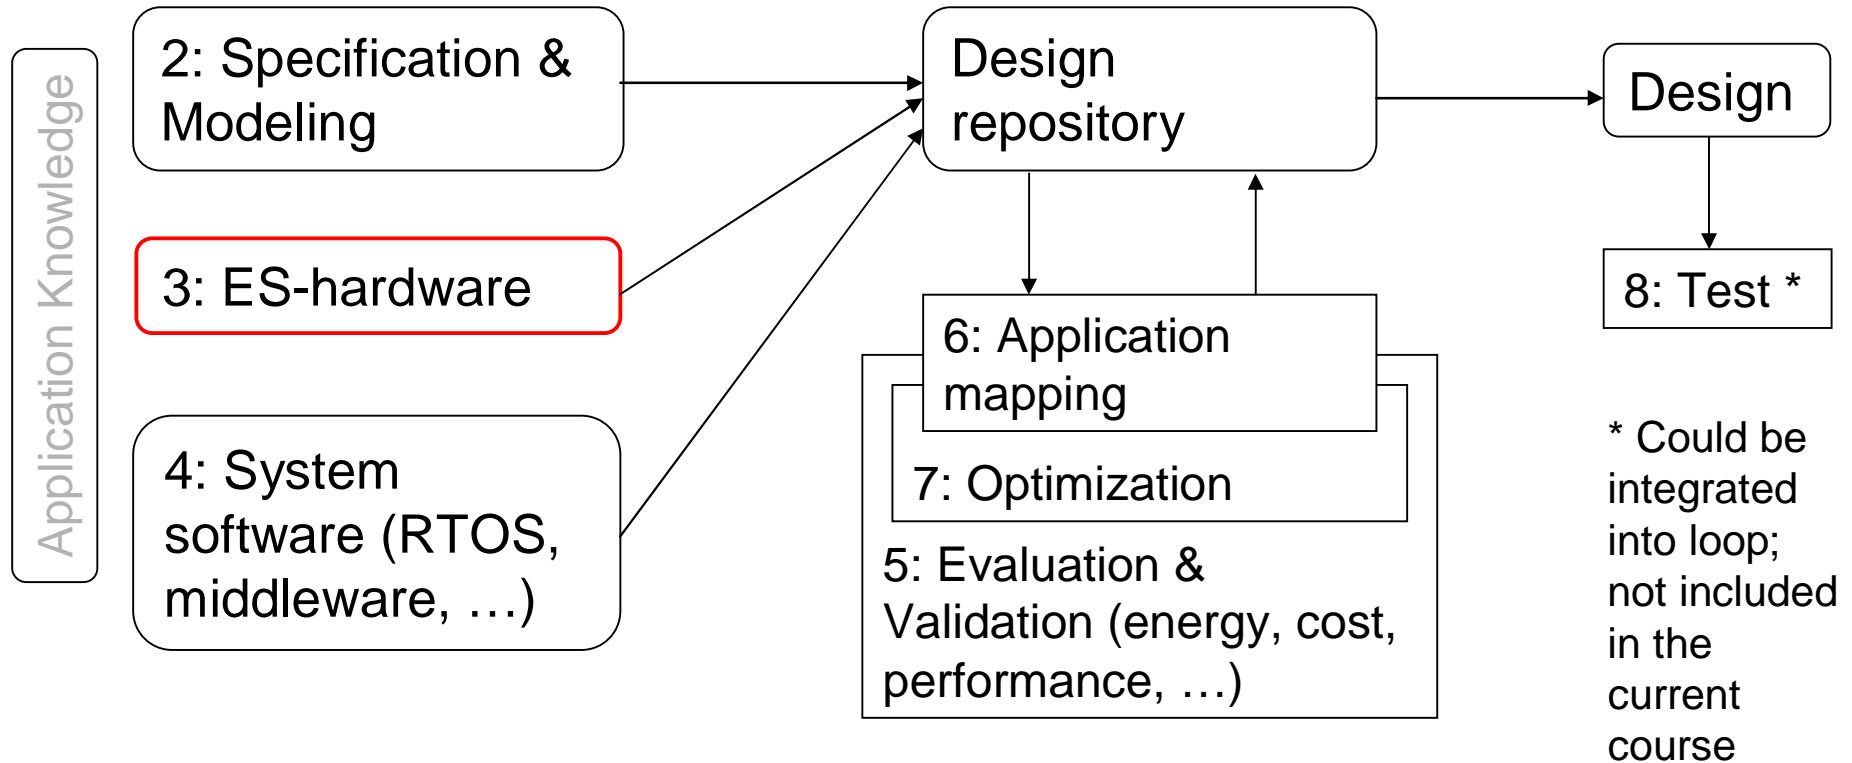 Application Knowledge
2: Specification &
Modeling
3: ES-hardware
4: System
software (RTOS,
middleware, …)
Design
repository
6: Application
mapping
7: Optimization
5: Evaluation &
Validation (energy, cost,
performance, …)
Design
8: Test *
* Could be
integrated
into loop;
not included
in the
current
course